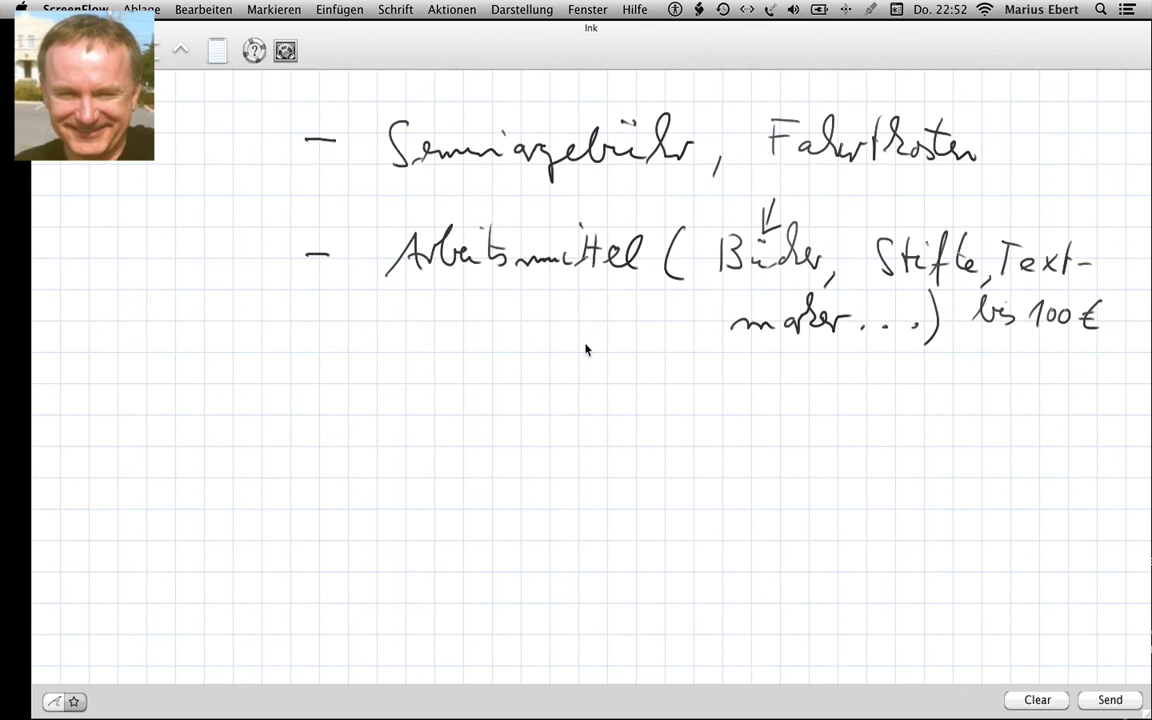 ScreenFlow Ablage Bearbeiten Markieren Einfügen Schrift Aktionen Darstellung Fenster Hilfe Do. 22:52 Marius Ebert
Ink
- Seminargebühr, Fahrtkosten
- Arbeitsmittel ( Bücher, Stifte, Text-
marker...) bis 100 €
Clear Send